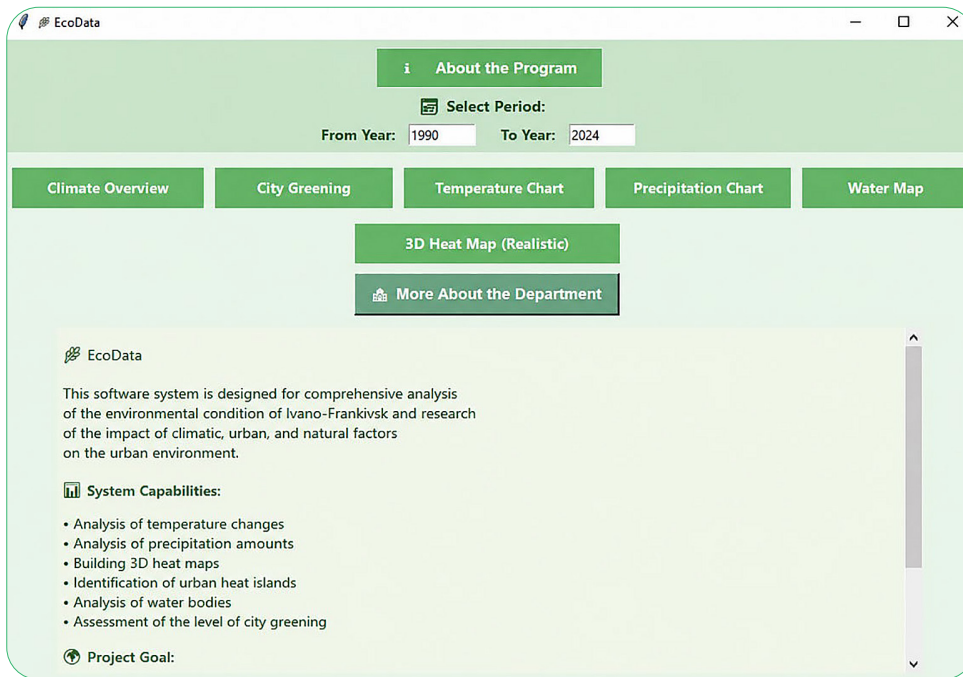 EcoData
i About the Program
Select Period:
From Year: 1990 To Year: 2024
Climate Overview City Greening Temperature Chart Precipitation Chart Water Map
3D Heat Map (Realistic)
More About the Department
EcoData
This software system is designed for comprehensive analysis
of the environmental condition of Ivano-Frankivsk and research
of the impact of climatic, urban, and natural factors
on the urban environment.
System Capabilities:
• Analysis of temperature changes
• Analysis of precipitation amounts
• Building 3D heat maps
• Identification of urban heat islands
• Analysis of water bodies
• Assessment of the level of city greening
Project Goal: